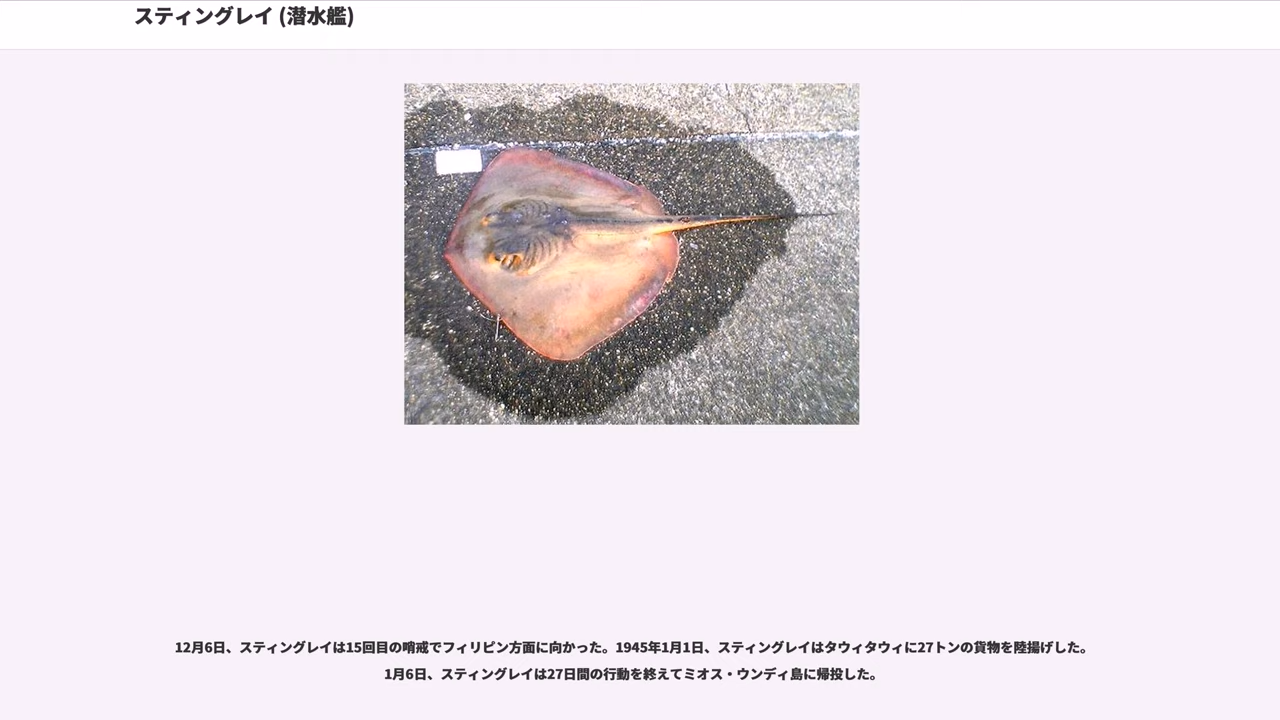 スティングレイ (潜水艦)
12月6日、スティングレイは15回目の哨戒でフィリピン方面に向かった。1945年1月1日、スティングレイはタウィタウィに27トンの貨物を陸揚げした。
1月6日、スティングレイは27日間の行動を終えてミオス・ウンディ島に帰投した。